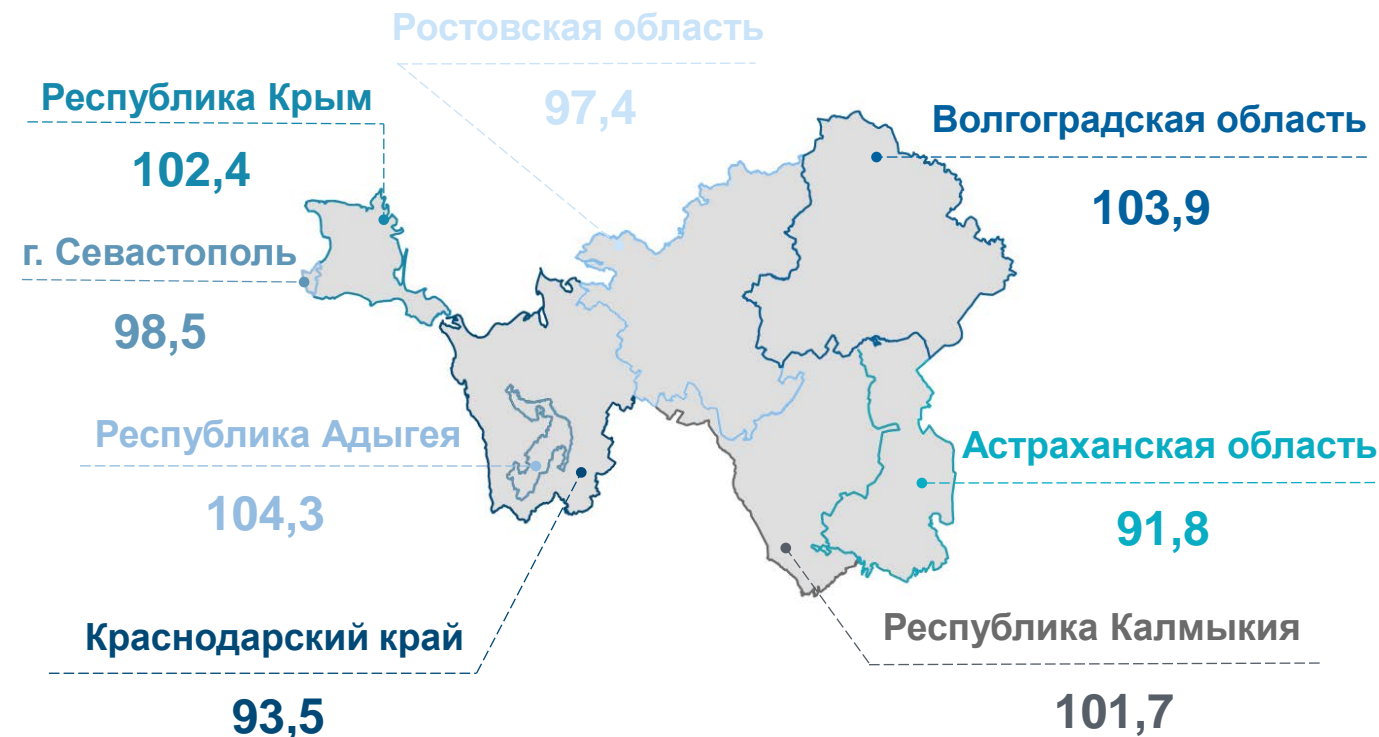 Ростовская область
97,4
Республика Крым
102,4
Волгоградская область
103,9
г. Севастополь
98,5
Республика Адыгея
104,3
Астраханская область
91,8
Краснодарский край
93,5
Республика Калмыкия
101,7